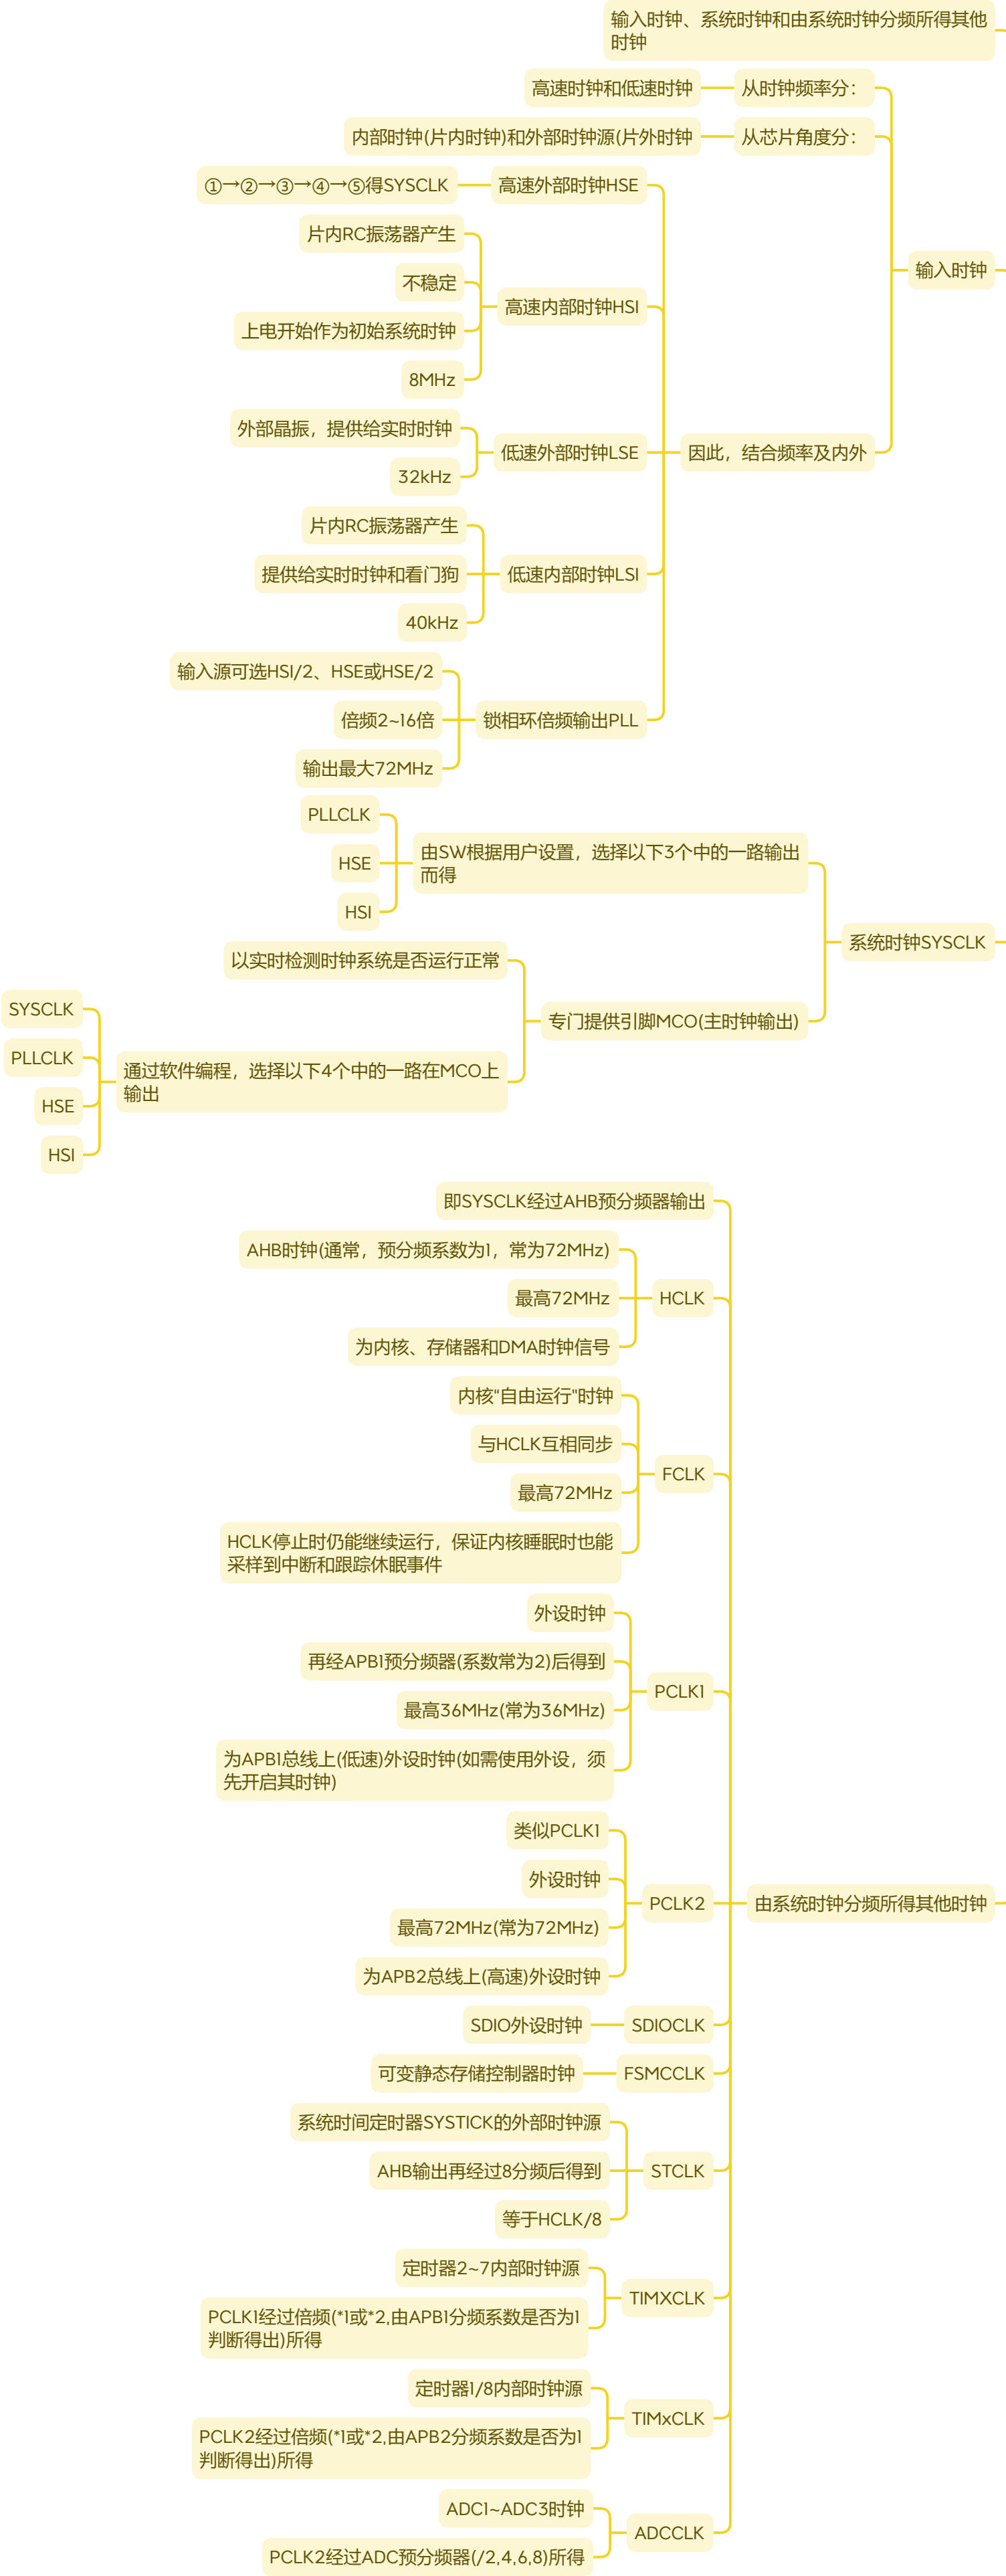 输入时钟、系统时钟和由系统时钟分频所得其他
时钟
高速时钟和低速时钟
从时钟频率分：
内部时钟(片内时钟)和外部时钟源(片外时钟
从芯片角度分：
①→②→③→④→⑤得SYSCLK
高速外部时钟HSE
片内RC振荡器产生
不稳定
高速内部时钟HSI
上电开始作为初始系统时钟
8MHz
输入时钟
外部晶振，提供给实时时钟
低速外部时钟LSE
32kHz
因此，结合频率及内外
片内RC振荡器产生
提供给实时时钟和看门狗
低速内部时钟LSI
40kHz
输入源可选HSI/2、HSE或HSE/2
倍频2~16倍
锁相环倍频输出PLL
输出最大72MHz
PLLCLK
HSE
由SW根据用户设置，选择以下3个中的一路输出
而得
HSI
系统时钟SYSCLK
以实时检测时钟系统是否运行正常
专门提供引脚MCO(主时钟输出)
SYSCLK
PLLCLK
通过软件编程，选择以下4个中的一路在MCO上
输出
HSE
HSI
即SYSCLK经过AHB预分频器输出
AHB时钟(通常，预分频系数为1，常为72MHz)
最高72MHz
HCLK
为内核、存储器和DMA时钟信号
内核"自由运行"时钟
与HCLK互相同步
FCLK
最高72MHz
HCLK停止时仍能继续运行，保证内核睡眠时也能
采样到中断和跟踪休眠事件
外设时钟
再经APB1预分频器(系数常为2)后得到
PCLK1
最高36MHz(常为36MHz)
为APB1总线上(低速)外设时钟(如需使用外设，须
先开启其时钟)
类似PCLK1
外设时钟
PCLK2
由系统时钟分频所得其他时钟
最高72MHz(常为72MHz)
为APB2总线上(高速)外设时钟
SDIO外设时钟
SDIOCLK
可变静态存储控制器时钟
FSMCCLK
系统时间定时器SYSTICK的外部时钟源
AHB输出再经过8分频后得到
STCLK
等于HCLK/8
定时器2~7内部时钟源
TIMXCLK
PCLK1经过倍频(*1或*2,由APB1分频系数是否为1
判断得出)所得
定时器1/8内部时钟源
TIMxCLK
PCLK2经过倍频(*1或*2,由APB2分频系数是否为1
判断得出)所得
ADC1~ADC3时钟
ADCCLK
PCLK2经过ADC预分频器(/2,4,6,8)所得